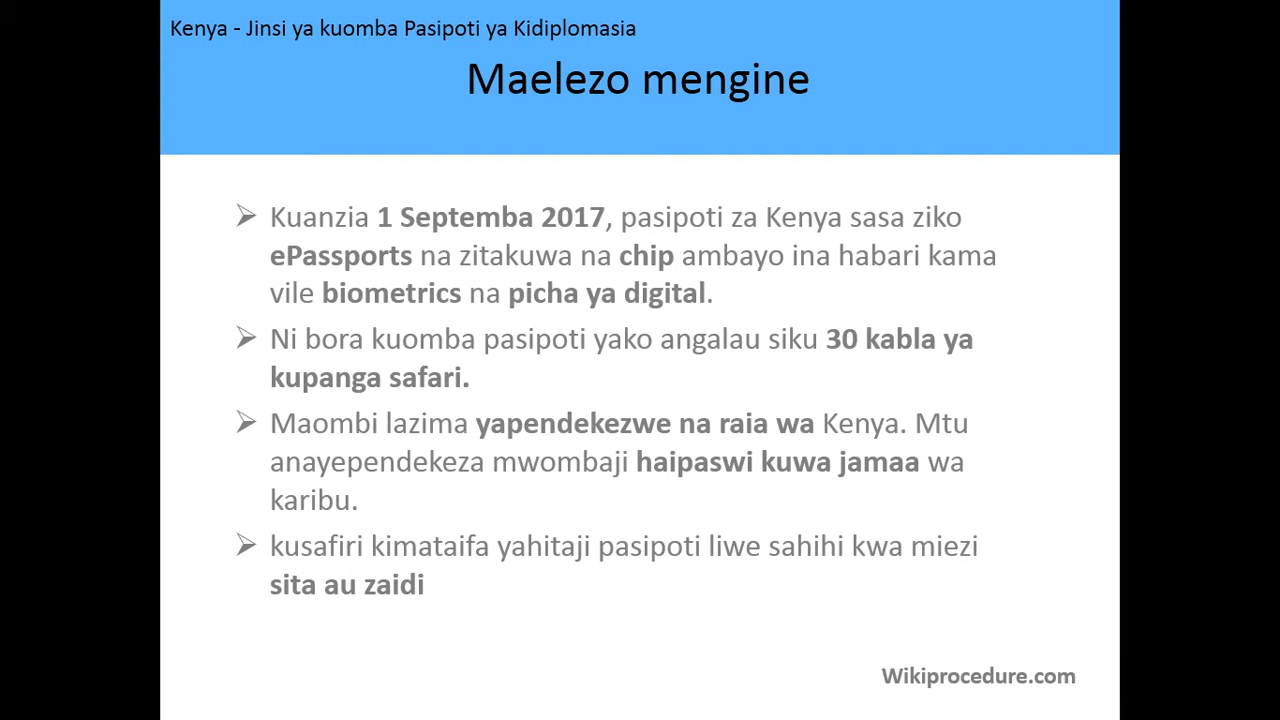 Kenya - Jinsi ya kuomba Pasipoti ya Kidiplomasia
Maelezo mengine
➢ Kuanzia 1 Septemba 2017, pasipoti za Kenya sasa ziko
ePassports na zitakuwa na chip ambayo ina habari kama
vile biometrics na picha ya digital.
➢ Ni bora kuomba pasipoti yako angalau siku 30 kabla ya
kupanga safari.
➢ Maombi lazima yapendekezwe na raia wa Kenya. Mtu
anayependekeza mwombaji haipaswi kuwa jamaa wa
karibu.
➢ kusafiri kimataifa yahitaji pasipoti liwe sahihi kwa miezi
sita au zaidi
Wikiprocedure.com